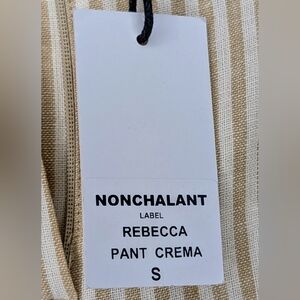 NONCHALANT
LABEL
REBECCA
PANT CREMA
S